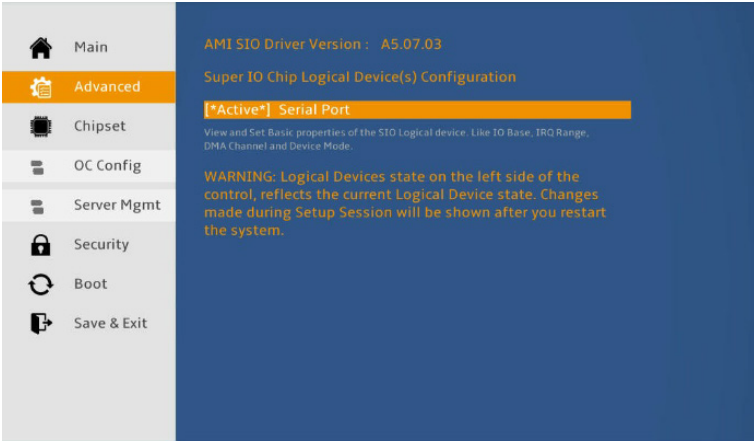 Main
Advanced
Chipset
OC Config
Server Mgmt
Security
Boot
Save & Exit
AMI SIO Driver Version : A5.07.03
Super IO Chip Logical Device(s) Configuration
[*Active*] Serial Port
View and Set Basic properties of the SIO Logical device. Like IO Base, IRQ Range,
DMA Channel and Device Mode.
WARNING: Logical Devices state on the left side of the
control, reflects the current Logical Device state. Changes
made during Setup Session will be shown after you restart
the system.